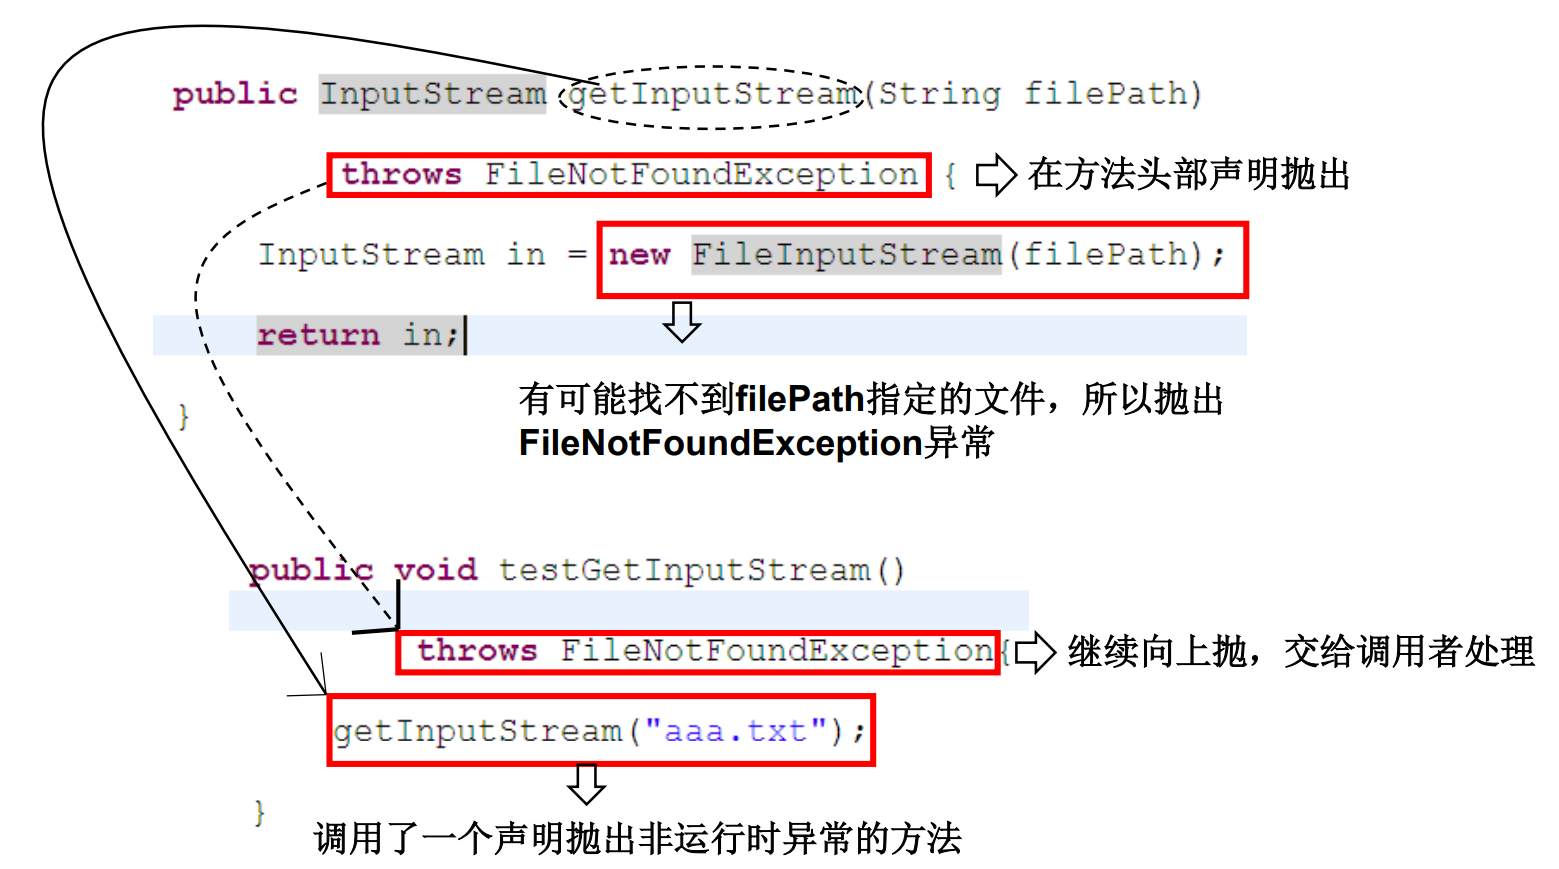 public InputStream getInputStream(String filePath)
throws FileNotFoundException { 在方法头部声明抛出
InputStream in = new FileInputStream(filePath);
return in;
有可能找不到filePath指定的文件，所以抛出
}
FileNotFoundException异常
public void testGetInputStream()
throws FileNotFoundException{ 继续向上抛，交给调用者处理
getInputStream("aaa.txt");
}
调用了一个声明抛出非运行时异常的方法